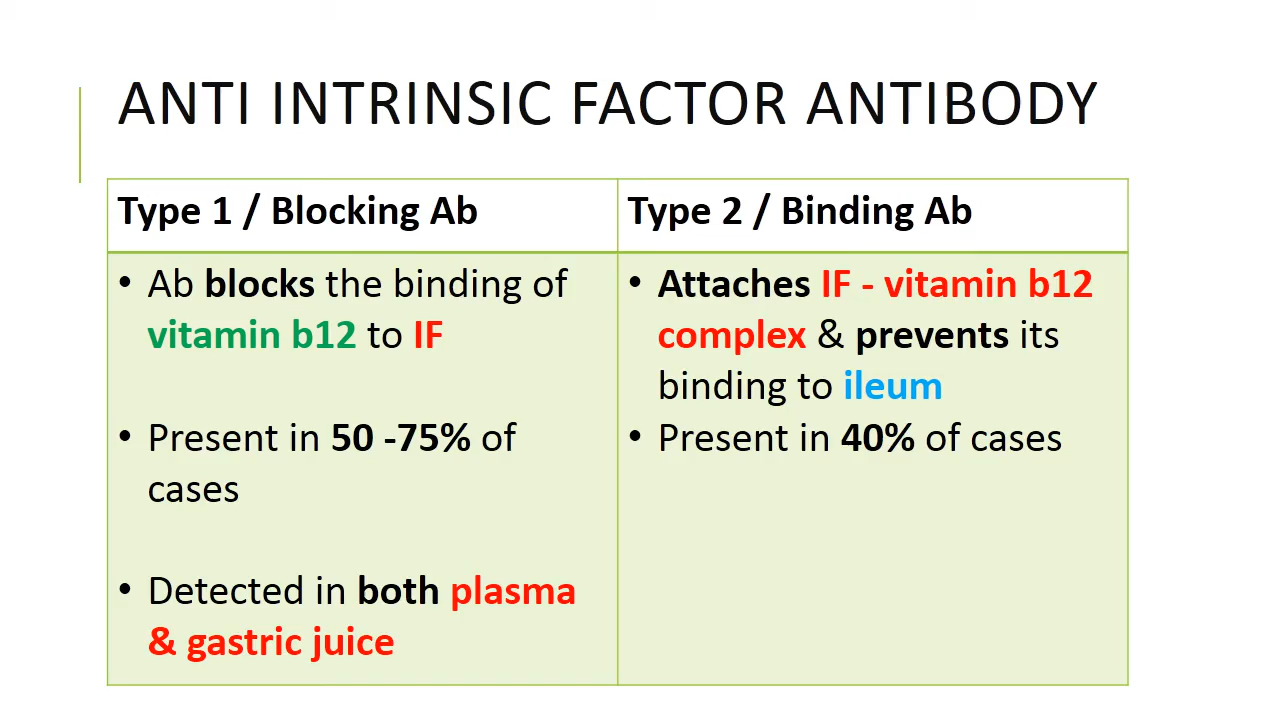 ANTI INTRINSIC FACTOR ANTIBODY
Type 1 / Blocking Ab
• Ab blocks the binding of
vitamin b12 to IF
• Present in 50 -75% of
cases
• Detected in both plasma
& gastric juice
Type 2 / Binding Ab
• Attaches IF - vitamin b12
complex & prevents its
binding to ileum
• Present in 40% of cases